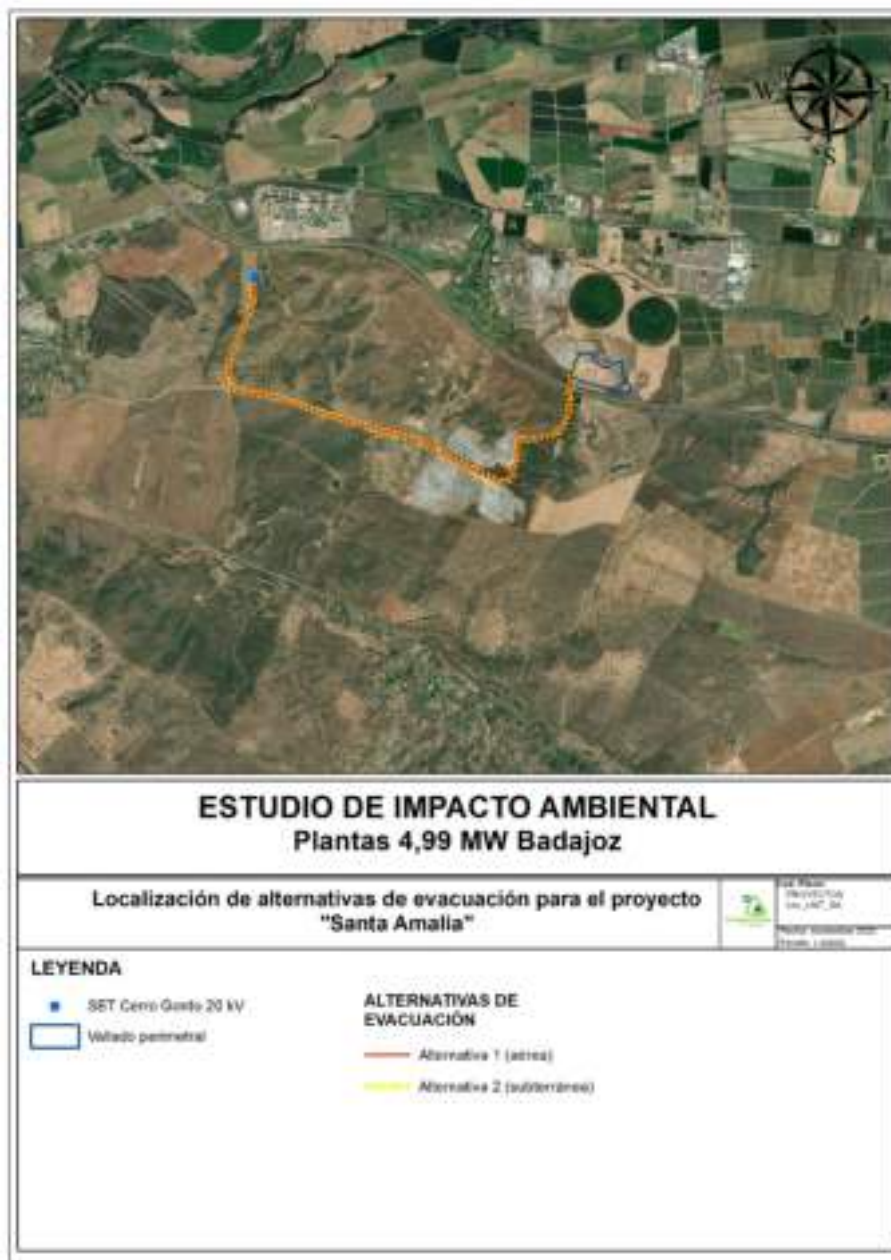 N
W
S
ESTUDIO DE IMPACTO AMBIENTAL
Plantas 4,99 MW Badajoz
Localización de alternativas de evacuación para el proyecto
"Santa Amalia"
LEYENDA
SET Cerro Gordo 20 kV
Vallado perimetral
ALTERNATIVAS DE
EVACUACIÓN
Alternativa 1 (aérea)
Alternativa 2 (subterránea)